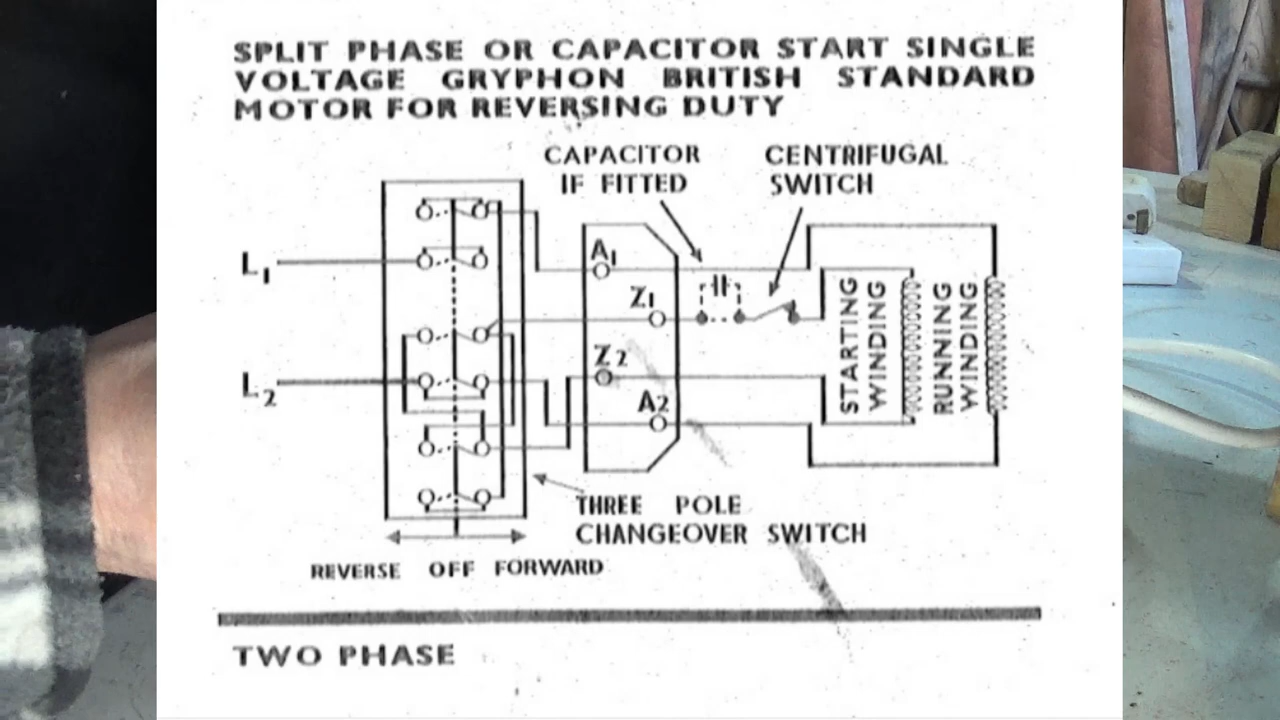 SPLIT PHASE OR CAPACITOR START SINGLE
VOLTAGE GRYPHON BRITISH STANDARD
MOTOR FOR REVERSING DUTY
CAPACITOR
IF FITTED
CENTRIFUGAL
SWITCH
L1
A1
Z1
STARTING
WINDING
RUNNING
WINDING
Z2
L2
A2
THREE POLE
CHANGEOVER SWITCH
REVERSE OFF FORWARD
TWO PHASE